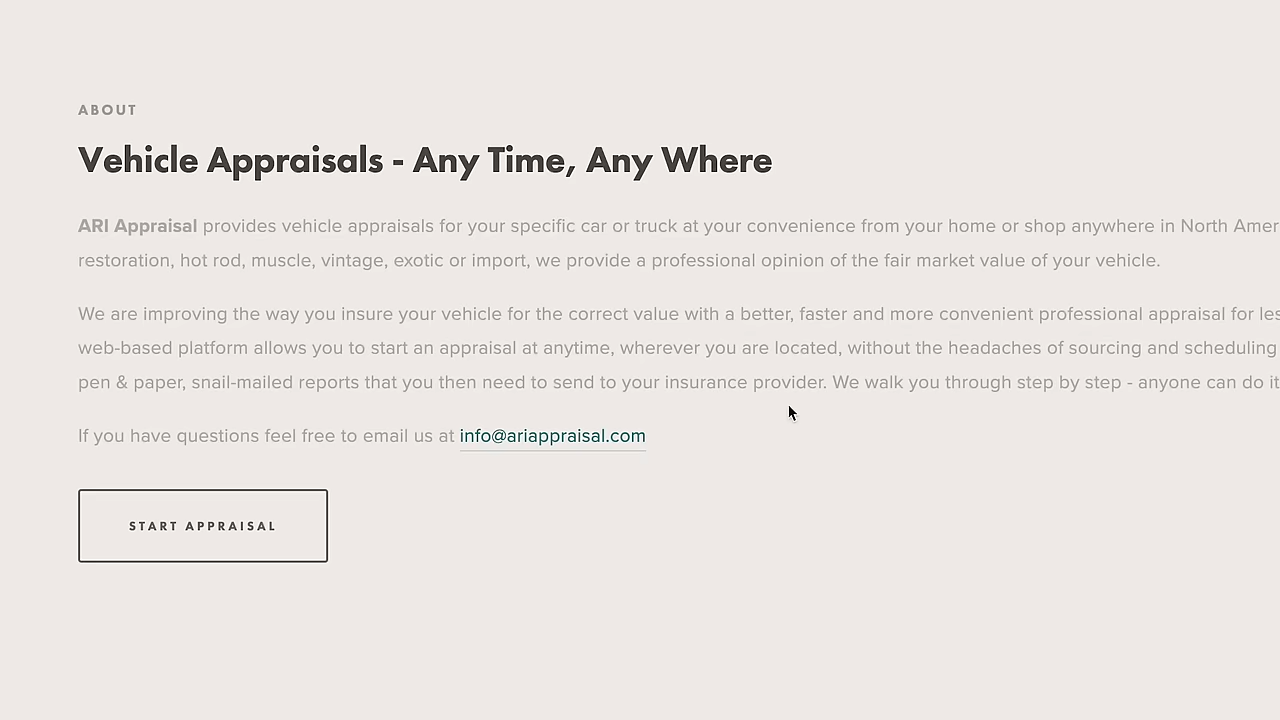 ABOUT
Vehicle Appraisals - Any Time, Any Where
ARI Appraisal provides vehicle appraisals for your specific car or truck at your convenience from your home or shop anywhere in North
restoration, hot rod, muscle, vintage, exotic or import, we provide a professional opinion of the fair market value of your vehicle.
We are improving the way you insure your vehicle for the correct value with a better, faster and more convenient professional appraisal for
web-based platform allows you to start an appraisal at anytime, wherever you are located, without the headaches of sourcing and scheduling
pen & paper, snail-mailed reports that you then need to send to your insurance provider. We walk you through step by step - anyone can do it
If you have questions feel free to email us at info@ariappraisal.com
START APPRAISAL